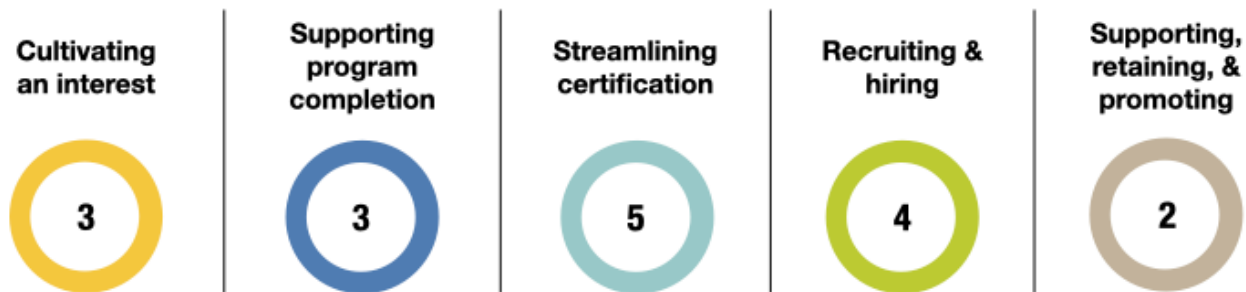 Cultivating
an interest
3
Supporting
program
completion
3
Streamlining
certification
5
Recruiting &
hiring
4
Supporting,
retaining, &
promoting
2